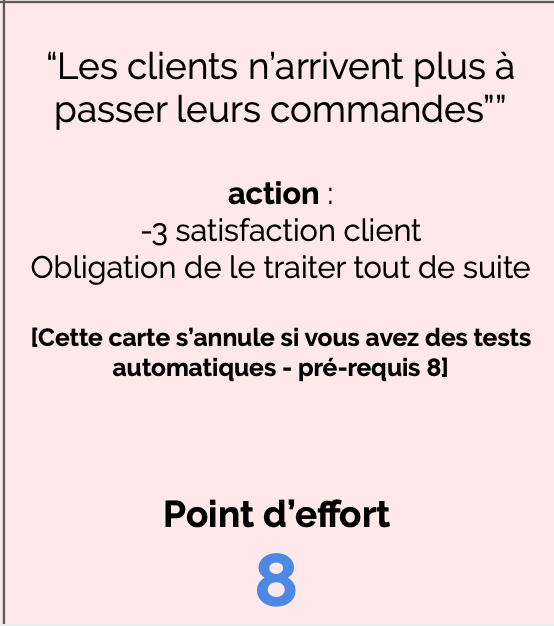 “Les clients n’arrivent plus à
passer leurs commandes””
action :
-3 satisfaction client
Obligation de le traiter tout de suite
[Cette carte s’annule si vous avez des tests
automatiques - pré-requis 8]
Point d’effort
8